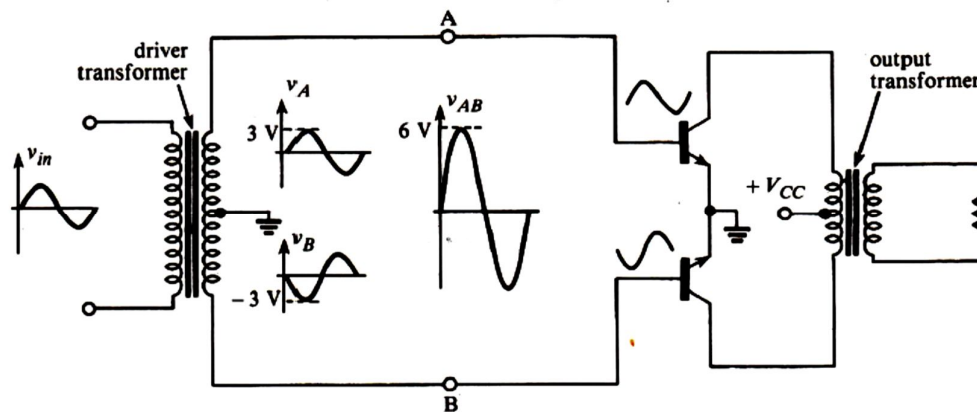 A
driver
transformer
output
transformer
v_A
v_AB
3 V
6 V
v_in
+ V_CC
v_B
− 3 V
B